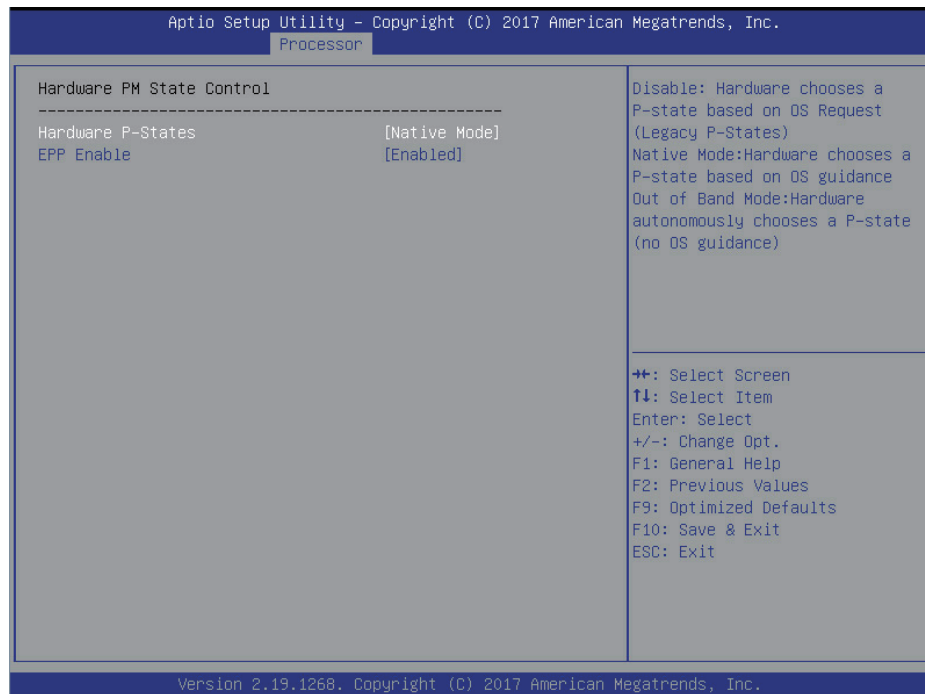 Aptio Setup Utility – Copyright (C) 2017 American Megatrends, Inc.
Processor
Hardware PM State Control
--------------------------------------------------
Hardware P-States [Native Mode]
EPP Enable [Enabled]
Disable: Hardware chooses a
P-state based on OS Request
(Legacy P-States)
Native Mode:Hardware chooses a
P-state based on OS guidance
Out of Band Mode:Hardware
autonomously chooses a P-state
(no OS guidance)
→←: Select Screen
↑↓: Select Item
Enter: Select
+/-: Change Opt.
F1: General Help
F2: Previous Values
F9: Optimized Defaults
F10: Save & Exit
ESC: Exit
Version 2.19.1268. Copyright (C) 2017 American Megatrends, Inc.